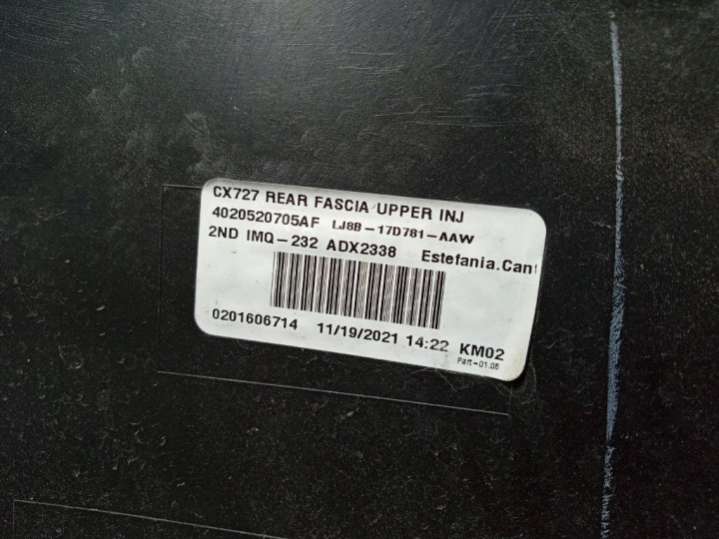 CX727 REAR FASCIA UPPER INJ
4020520705AF LJ8B-17D781-AAW
2ND IMQ-232 ADX2338 Estefania.Cant
0201606714 11/19/2021 14:22 KM02
Part-01.06